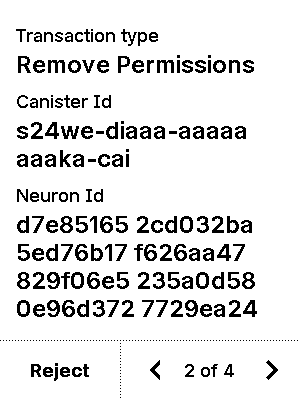 Transaction type
Remove Permissions
Canister Id
s24we-diaaa-aaaaa
aaaka-cai
Neuron Id
d7e85165 2cd032ba
5ed76b17 f626aa47
829f06e5 235a0d58
0e96d372 7729ea24
Reject
2 of 4